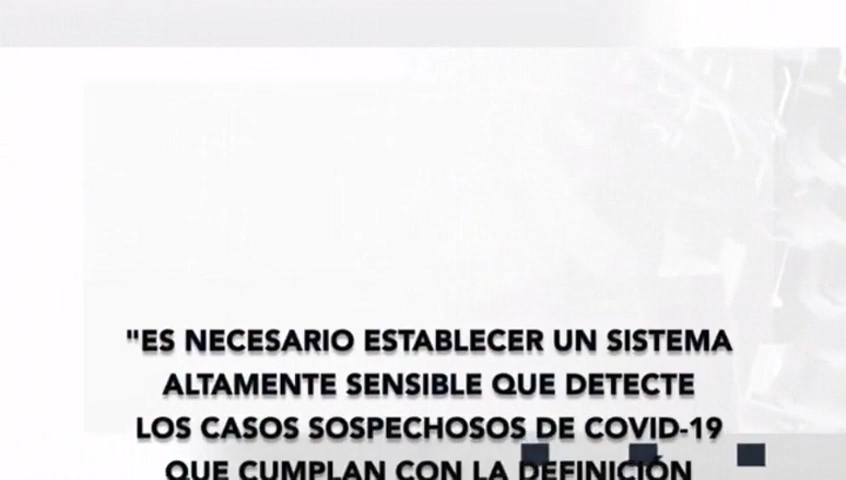 "ES NECESARIO ESTABLECER UN SISTEMA
ALTAMENTE SENSIBLE QUE DETECTE
LOS CASOS SOSPECHOSOS DE COVID-19
QUE CUMPLAN CON LA DEFINICIÓN